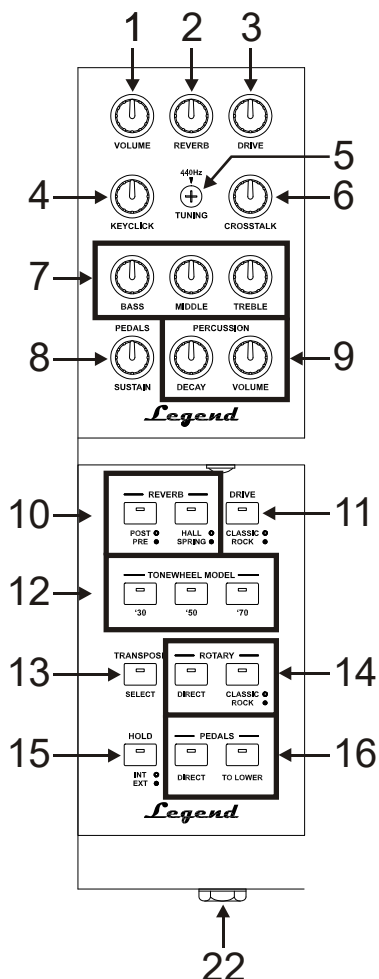 1 2 3
VOLUME REVERB DRIVE
440Hz
5
4 6
TUNING
KEYCLICK CROSSTALK
7
BASS MIDDLE TREBLE
PEDALS PERCUSSION
8 9
SUSTAIN DECAY VOLUME
Legend
REVERB DRIVE
10 11
POST HALL CLASSIC
PRE SPRING ROCK
TONEWHEEL MODEL
12
'30 '50 '70
TRANSPOSE ROTARY
13 14
SELECT DIRECT CLASSIC
ROCK
HOLD PEDALS
15 16
INT DIRECT TO LOWER
EXT
Legend
22